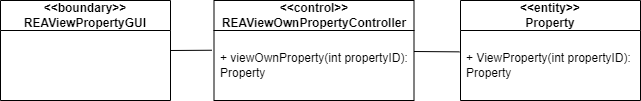 <<boundary>>
REAViewPropertyGUI
<<control>>
REAViewOwnPropertyController
+ viewOwnProperty(int propertyID):
Property
<<entity>>
Property
+ ViewProperty(int propertyID):
Property